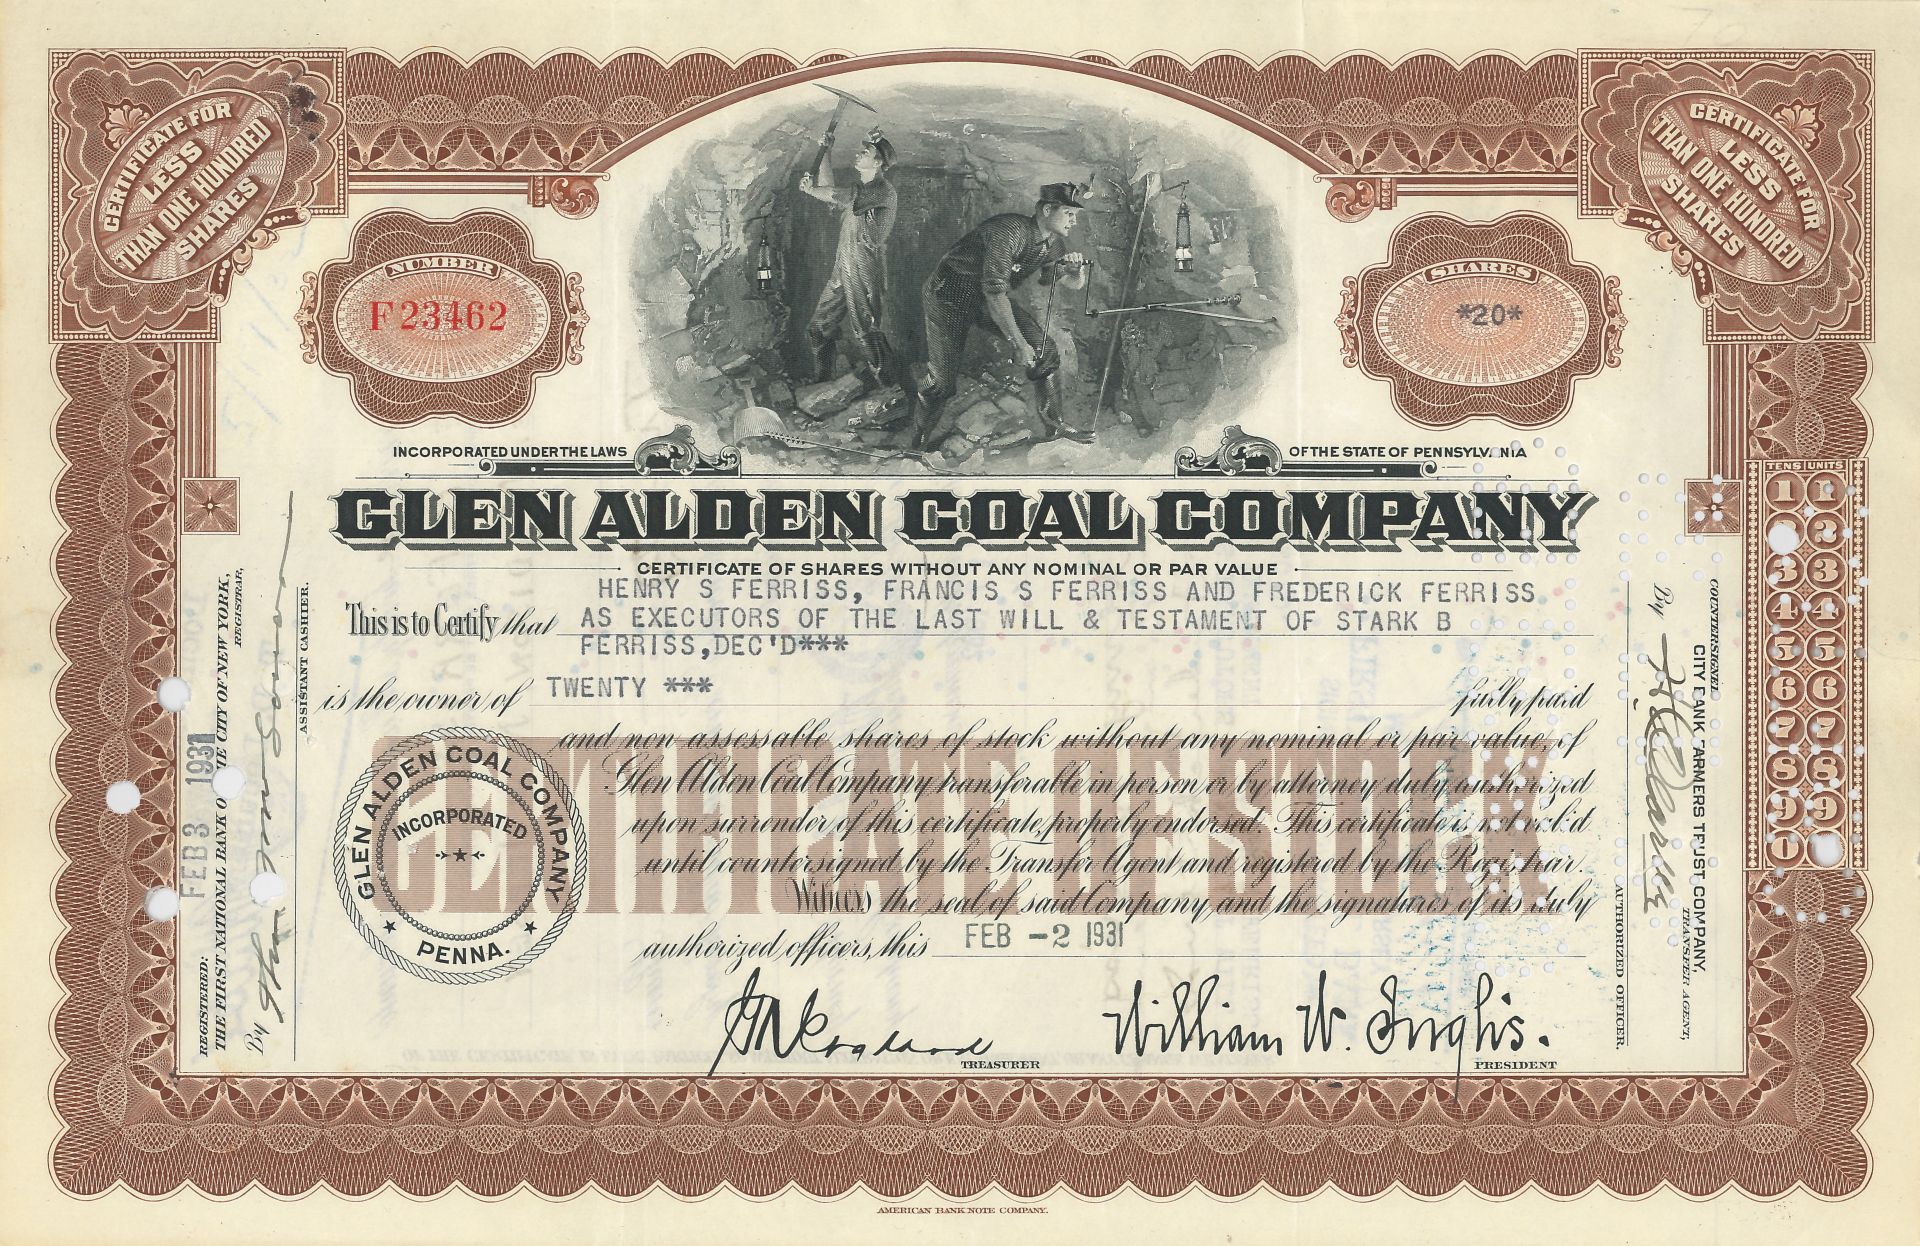 CERTIFICATE FOR
LESS
THAN ONE HUNDRED
SHARES
CERTIFICATE FOR
LESS
THAN ONE HUNDRED
SHARES
NUMBER
F23462
SHARES
*20*
INCORPORATED UNDER THE LAWS
OF THE STATE OF PENNSYLVANIA
GLEN ALDEN COAL COMPANY
CERTIFICATE OF SHARES WITHOUT ANY NOMINAL OR PAR VALUE
HENRY S FERRISS, FRANCIS S FERRISS AND FREDERICK FERRISS
This is to Certify that AS EXECUTORS OF THE LAST WILL & TESTAMENT OF STARK B
FERRISS,DEC'D***
is the owner of TWENTY *** fully paid
and non assessable shares of stock without any nominal or par value, of
Glen Alden Coal Company transferable in person or by attorney duly authorized
upon surrender of this certificate, properly endorsed. This certificate is not valid
until countersigned by the Transfer Agent and registered by the Registrar.
Witness the seal of said Company and the signatures of its duly
authorized officers, this FEB -2 1931
CERTIFICATE OF STOCK
GLEN ALDEN COAL COMPANY
INCORPORATED
PENNA.
TREASURER
William W. Inglis.
PRESIDENT
REGISTERED:
THE FIRST NATIONAL BANK OF THE CITY OF NEW YORK,
REGISTRAR,
By
ASSISTANT CASHIER.
FEB 3 1931
COUNTERSIGNED
CITY BANK FARMERS TRUST COMPANY,
TRANSFER AGENT,
By
AUTHORIZED OFFICER.
TENS UNITS
1 1
2
3 3
4 4
5 5
6 6
7 7
8 8
9 9
0
AMERICAN BANK NOTE COMPANY.